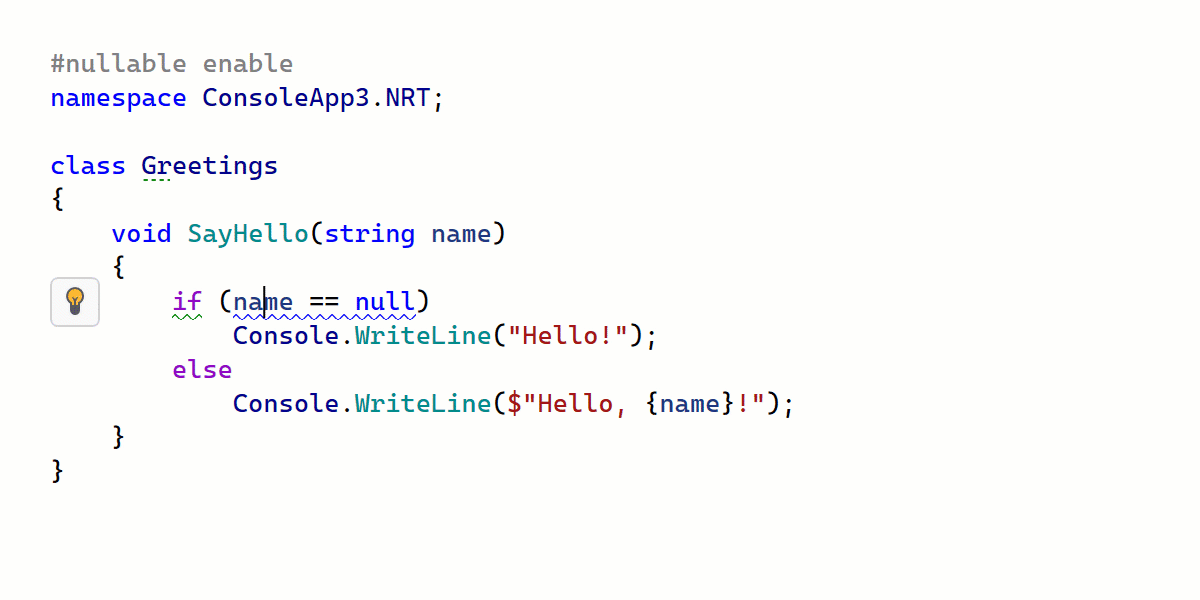 #nullable enable
namespace ConsoleApp3.NRT;
class Greetings
{
    void SayHello(string name)
    {
        if (name == null)
            Console.WriteLine("Hello!");
        else
            Console.WriteLine($"Hello, {name}!");
    }
}